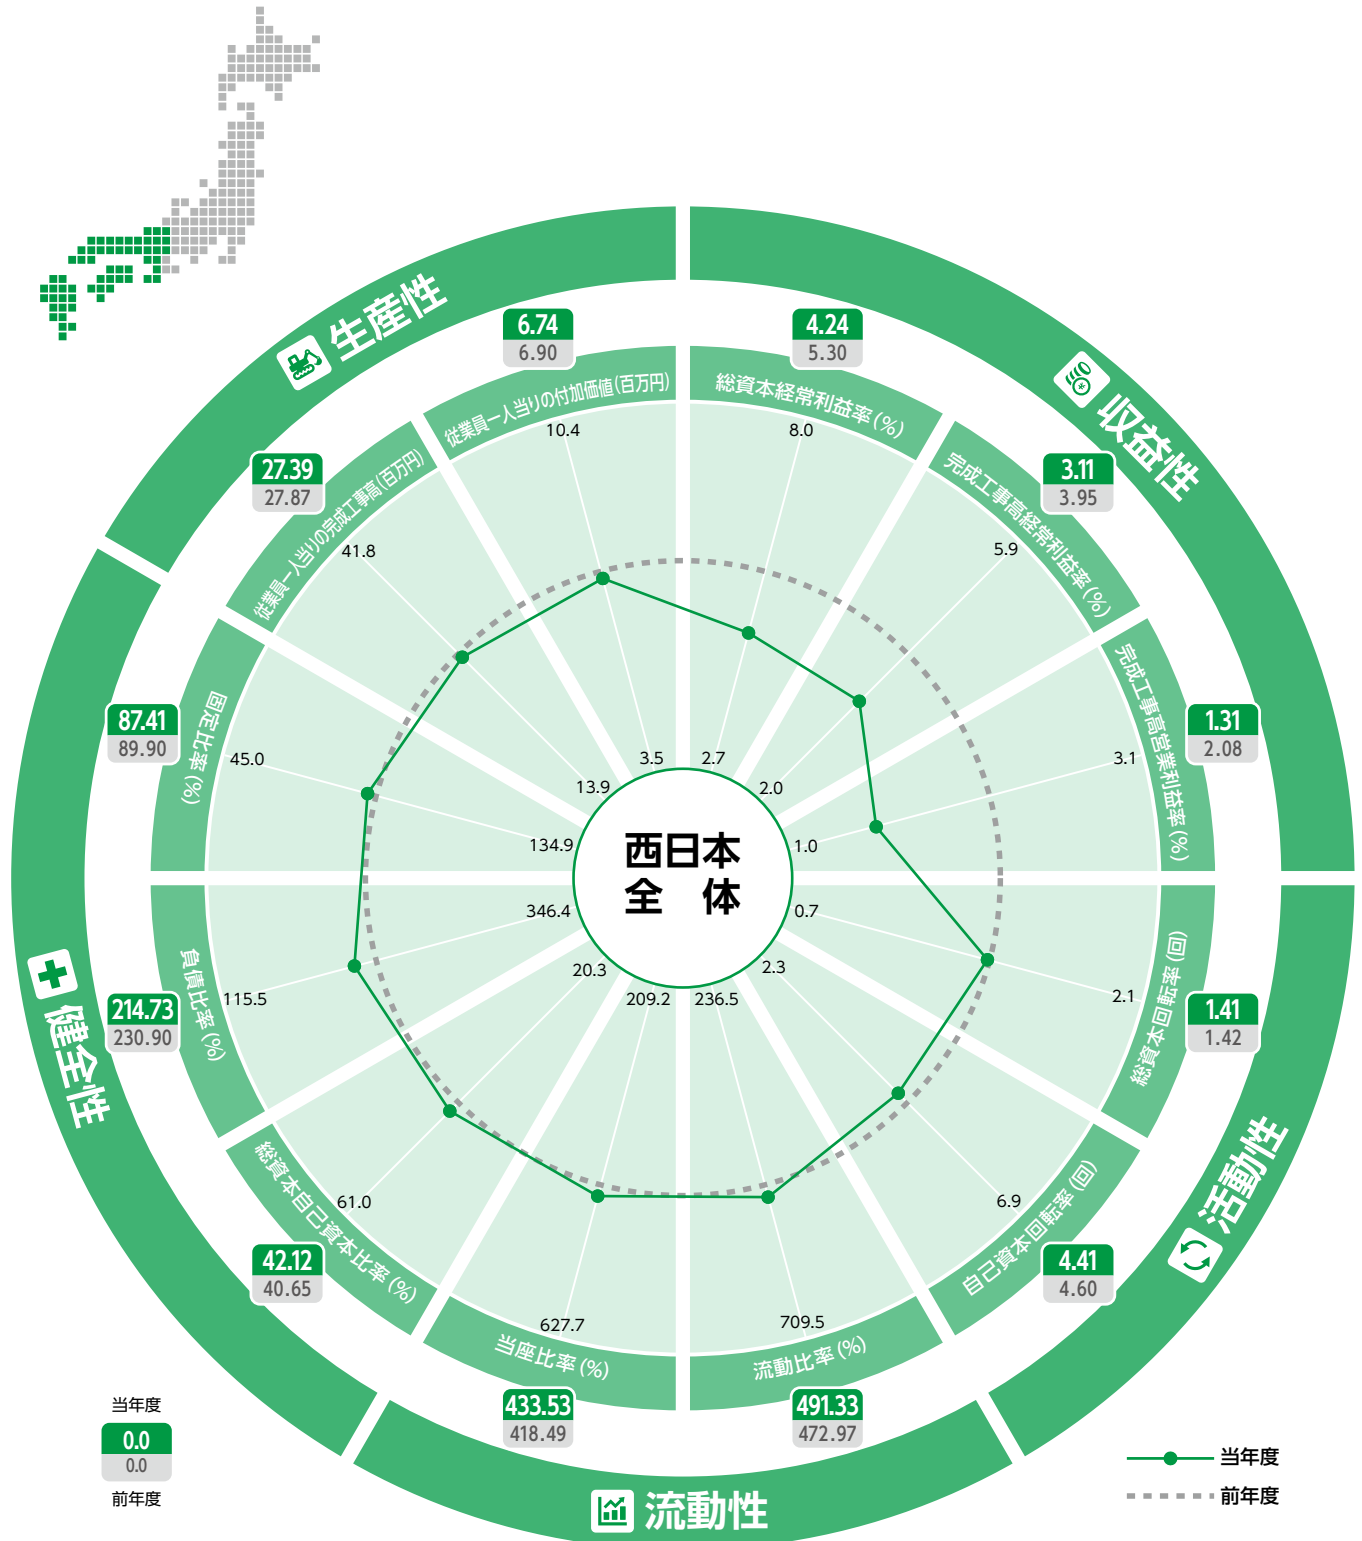 生産性
6.74
6.90
従業員一人当りの付加価値(百万円)
10.4
3.5
27.39
27.87
従業員一人当りの完成工事高(百万円)
41.8
13.9
収益性
4.24
5.30
総資本経常利益率(%)
8.0
2.7
3.11
3.95
完成工事高経常利益率(%)
5.9
2.0
1.31
2.08
完成工事高営業利益率(%)
3.1
1.0
活動性
1.41
1.42
総資本回転率(回)
2.1
0.7
4.41
4.60
自己資本回転率(回)
6.9
2.3
流動性
491.33
472.97
流動比率(%)
709.5
236.5
433.53
418.49
当座比率(%)
627.7
209.2
健全性
42.12
40.65
総資本自己資本比率(%)
61.0
20.3
214.73
230.90
負債比率(%)
115.5
346.4
87.41
89.90
固定比率(%)
45.0
134.9
西日本
全 体
当年度
0.0
0.0
前年度
当年度
前年度